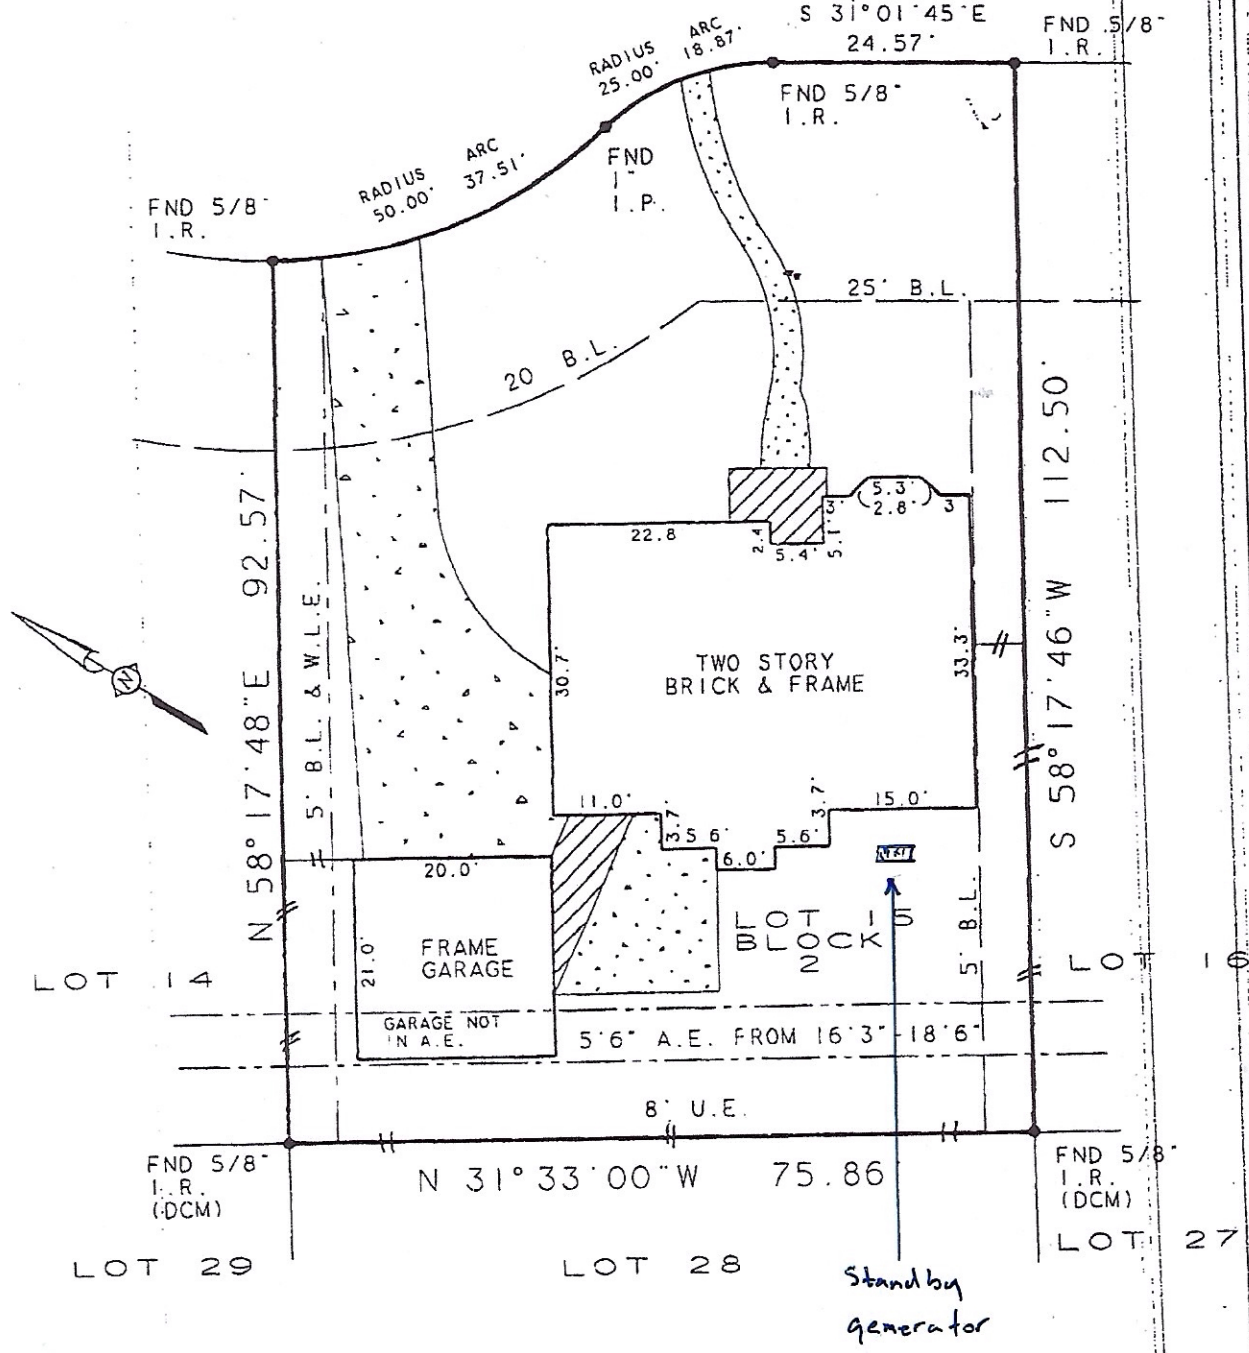 S 31°01'45"E
24.57'
FND 5/8"
I.R.
RADIUS
25.00'
ARC
18.87'
FND 5/8"
I.R.
RADIUS
50.00'
ARC
37.51'
FND
1"
I.P.
FND 5/8"
I.R.
25' B.L.
20 B.L.
112.50'
S 58°17'46"W
92.57'
N 58°17'48"E
5' B.L. & W.L.E.
5.3'
2.8'
3'
3
22.8
2.4
5.4'
5.1'
N
TWO STORY
BRICK & FRAME
30.7'
33.3'
11.0'
3.7'
5 6'
6.0'
5.6'
3.7'
15.0'
20.0'
21.0'
FRAME
GARAGE
LOT 15
BLOCK
2
5' B.L.
LOT 14
LOT 16
GARAGE NOT
IN A.E.
5'6" A.E. FROM 16'3"-18'6"
8' U.E.
N 31°33'00"W 75.86
FND 5/8"
I.R.
(DCM)
FND 5/8"
I.R.
(DCM)
LOT 29
LOT 28
LOT 27
Standby
generator